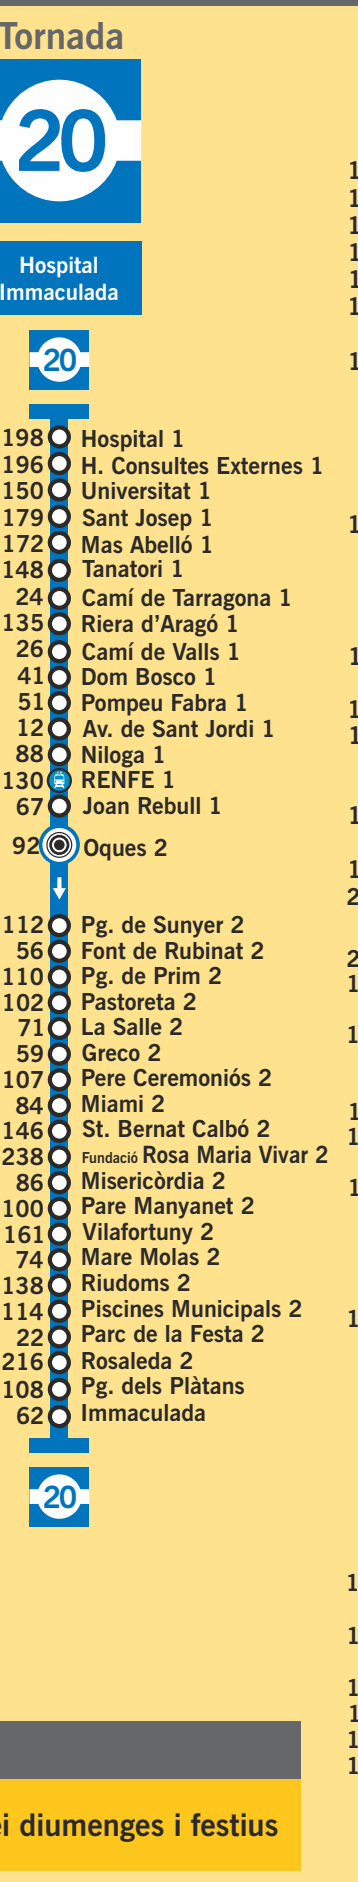 Tornada
20
Hospital
Immaculada
20
198 Hospital 1
196 H. Consultes Externes 1
150 Universitat 1
179 Sant Josep 1
172 Mas Abelló 1
148 Tanatori 1
24 Camí de Tarragona 1
135 Riera d'Aragó 1
26 Camí de Valls 1
41 Dom Bosco 1
51 Pompeu Fabra 1
12 Av. de Sant Jordi 1
88 Niloga 1
130 RENFE 1
67 Joan Rebull 1
92 Oques 2
112 Pg. de Sunyer 2
56 Font de Rubinat 2
110 Pg. de Prim 2
102 Pastoreta 2
71 La Salle 2
59 Greco 2
107 Pere Ceremoniós 2
84 Miami 2
146 St. Bernat Calbó 2
238 Fundació Rosa Maria Vivar 2
86 Misericòrdia 2
100 Pare Manyanet 2
161 Vilafortuny 2
74 Mare Molas 2
138 Riudoms 2
114 Piscines Municipals 2
22 Parc de la Festa 2
216 Rosaleda 2
108 Pg. dels Plàtans
62 Immaculada
20
diumenges i festius